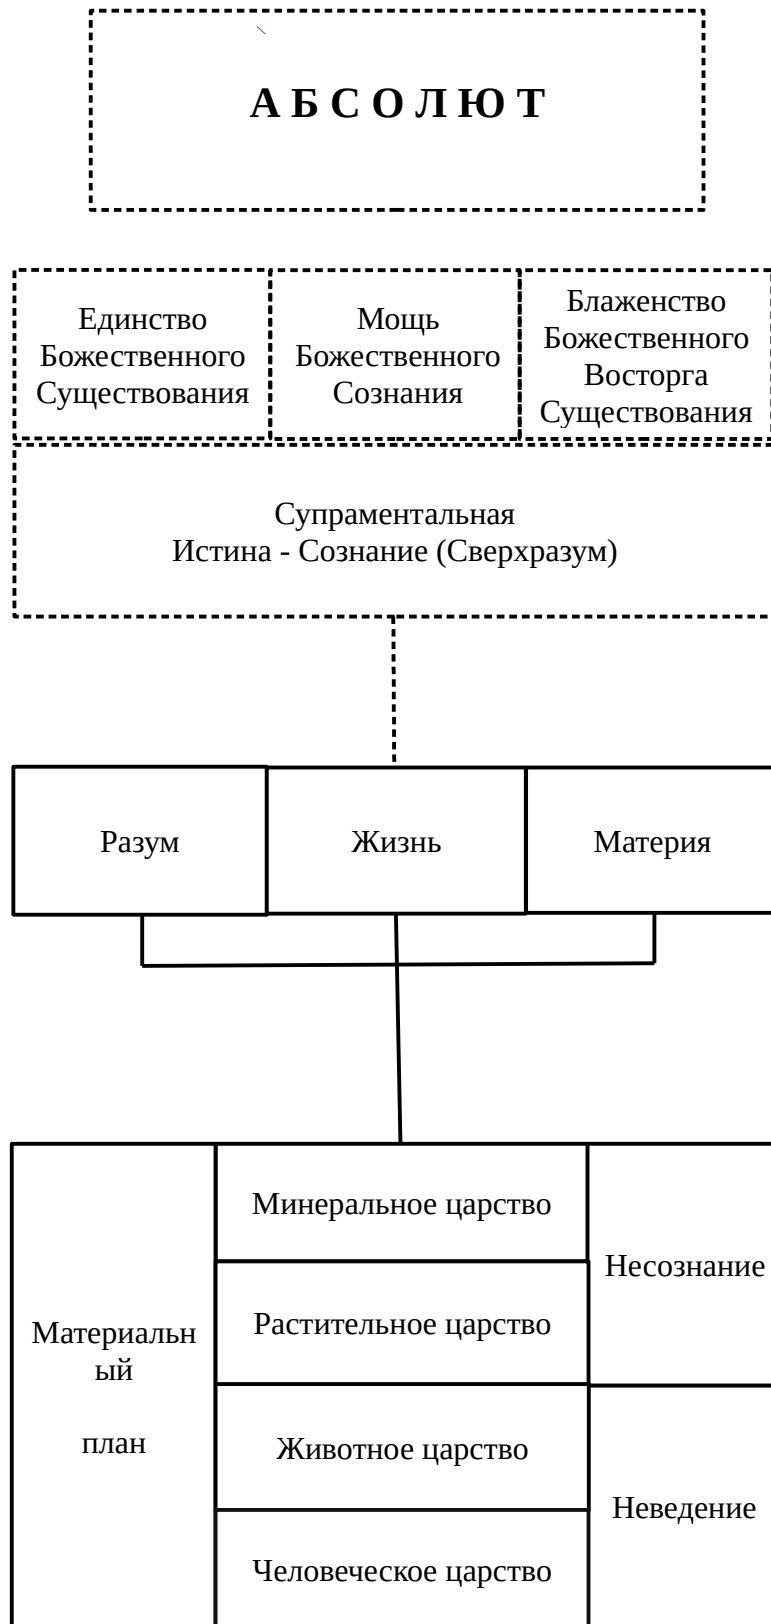 А Б С О Л Ю Т
Единство
Божественного
Существования
Мощь
Божественного
Сознания
Блаженство
Божественного
Восторга
Существования
Супраментальная
Истина - Сознание (Сверхразум)
Разум
Жизнь
Материя
Материальн
ый
план
Минеральное царство
Растительное царство
Животное царство
Человеческое царство
Несознание
Неведение